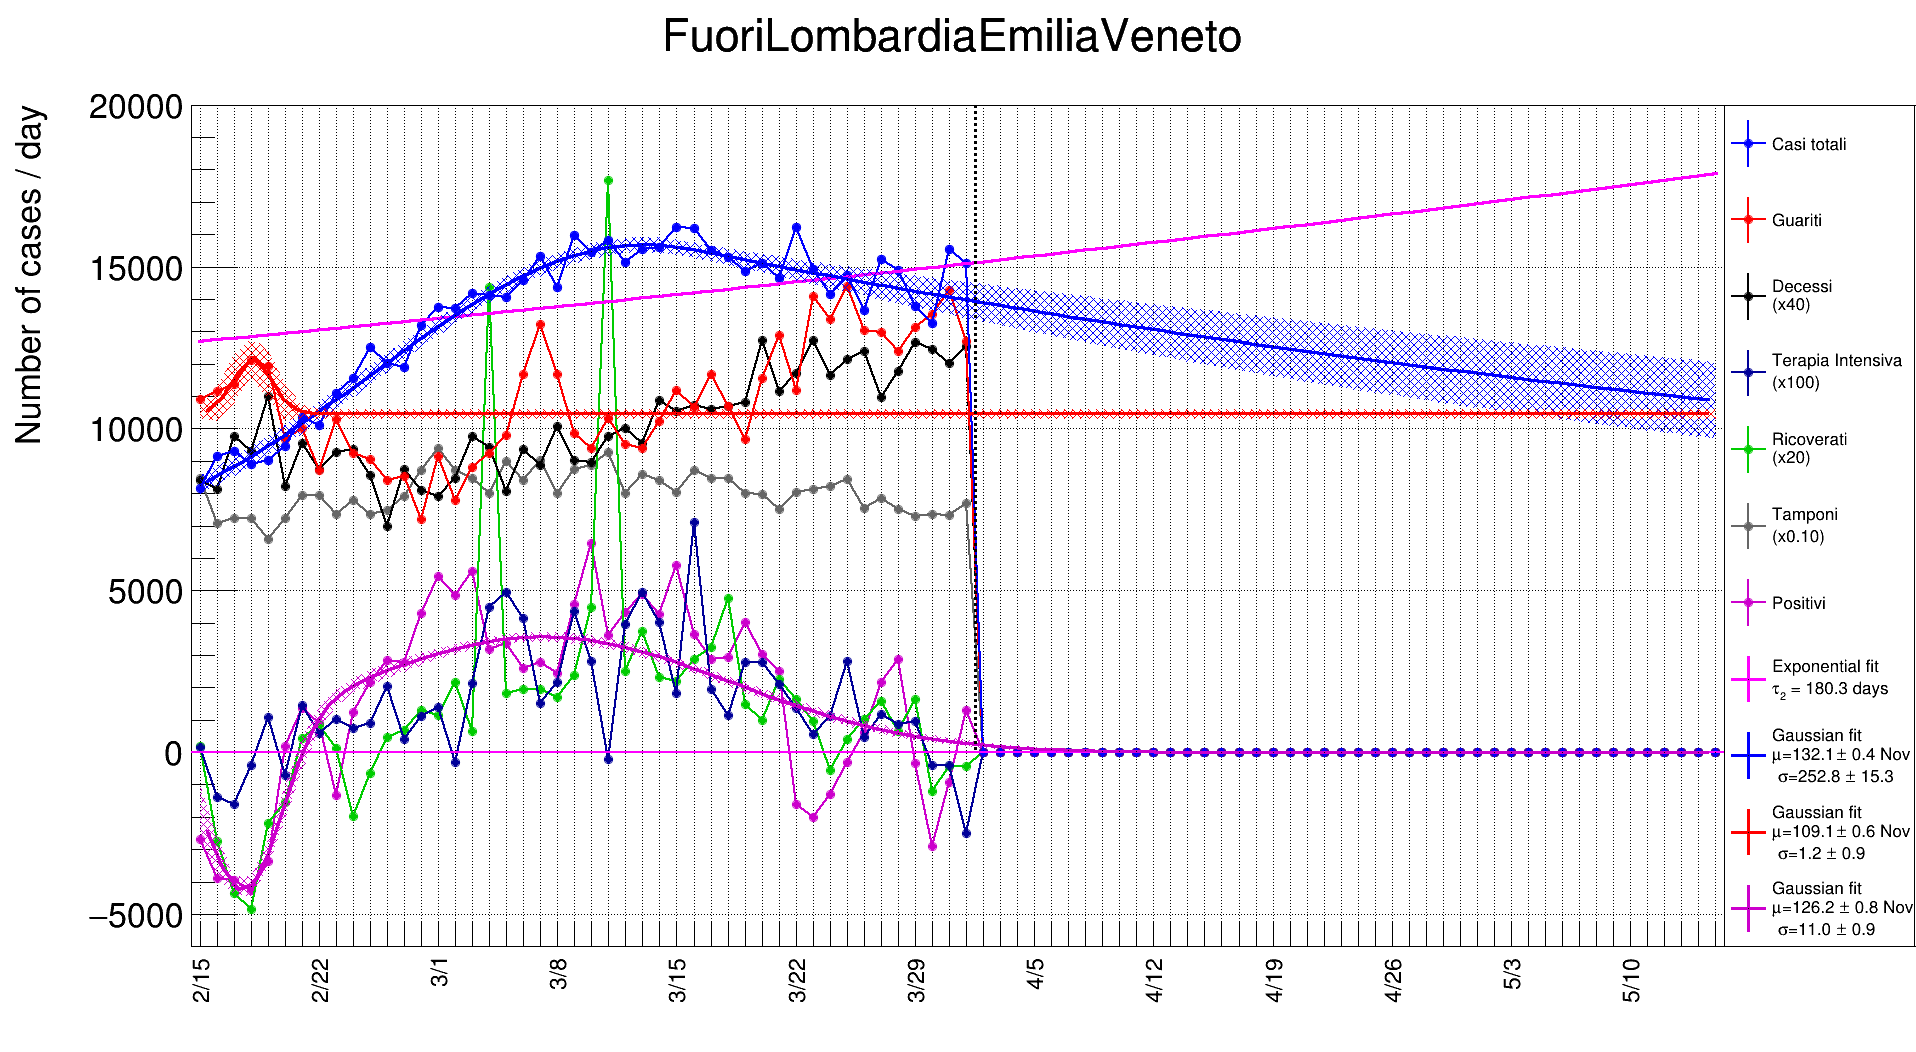 FuoriLombardiaEmiliaVeneto
Number of cases / day
20000
15000
10000
5000
0
−5000
2/15
2/22
3/1
3/8
3/15
3/22
3/29
4/5
4/12
4/19
4/26
5/3
5/10
Casi totali
Guariti
Decessi
(x40)
Terapia Intensiva
(x100)
Ricoverati
(x20)
Tamponi
(x0.10)
Positivi
Exponential fit
τ2 = 180.3 days
Gaussian fit
μ=132.1± 0.4 Nov
σ=252.8 ± 15.3
Gaussian fit
μ=109.1± 0.6 Nov
σ=1.2 ± 0.9
Gaussian fit
μ=126.2 ± 0.8 Nov
σ=11.0 ± 0.9